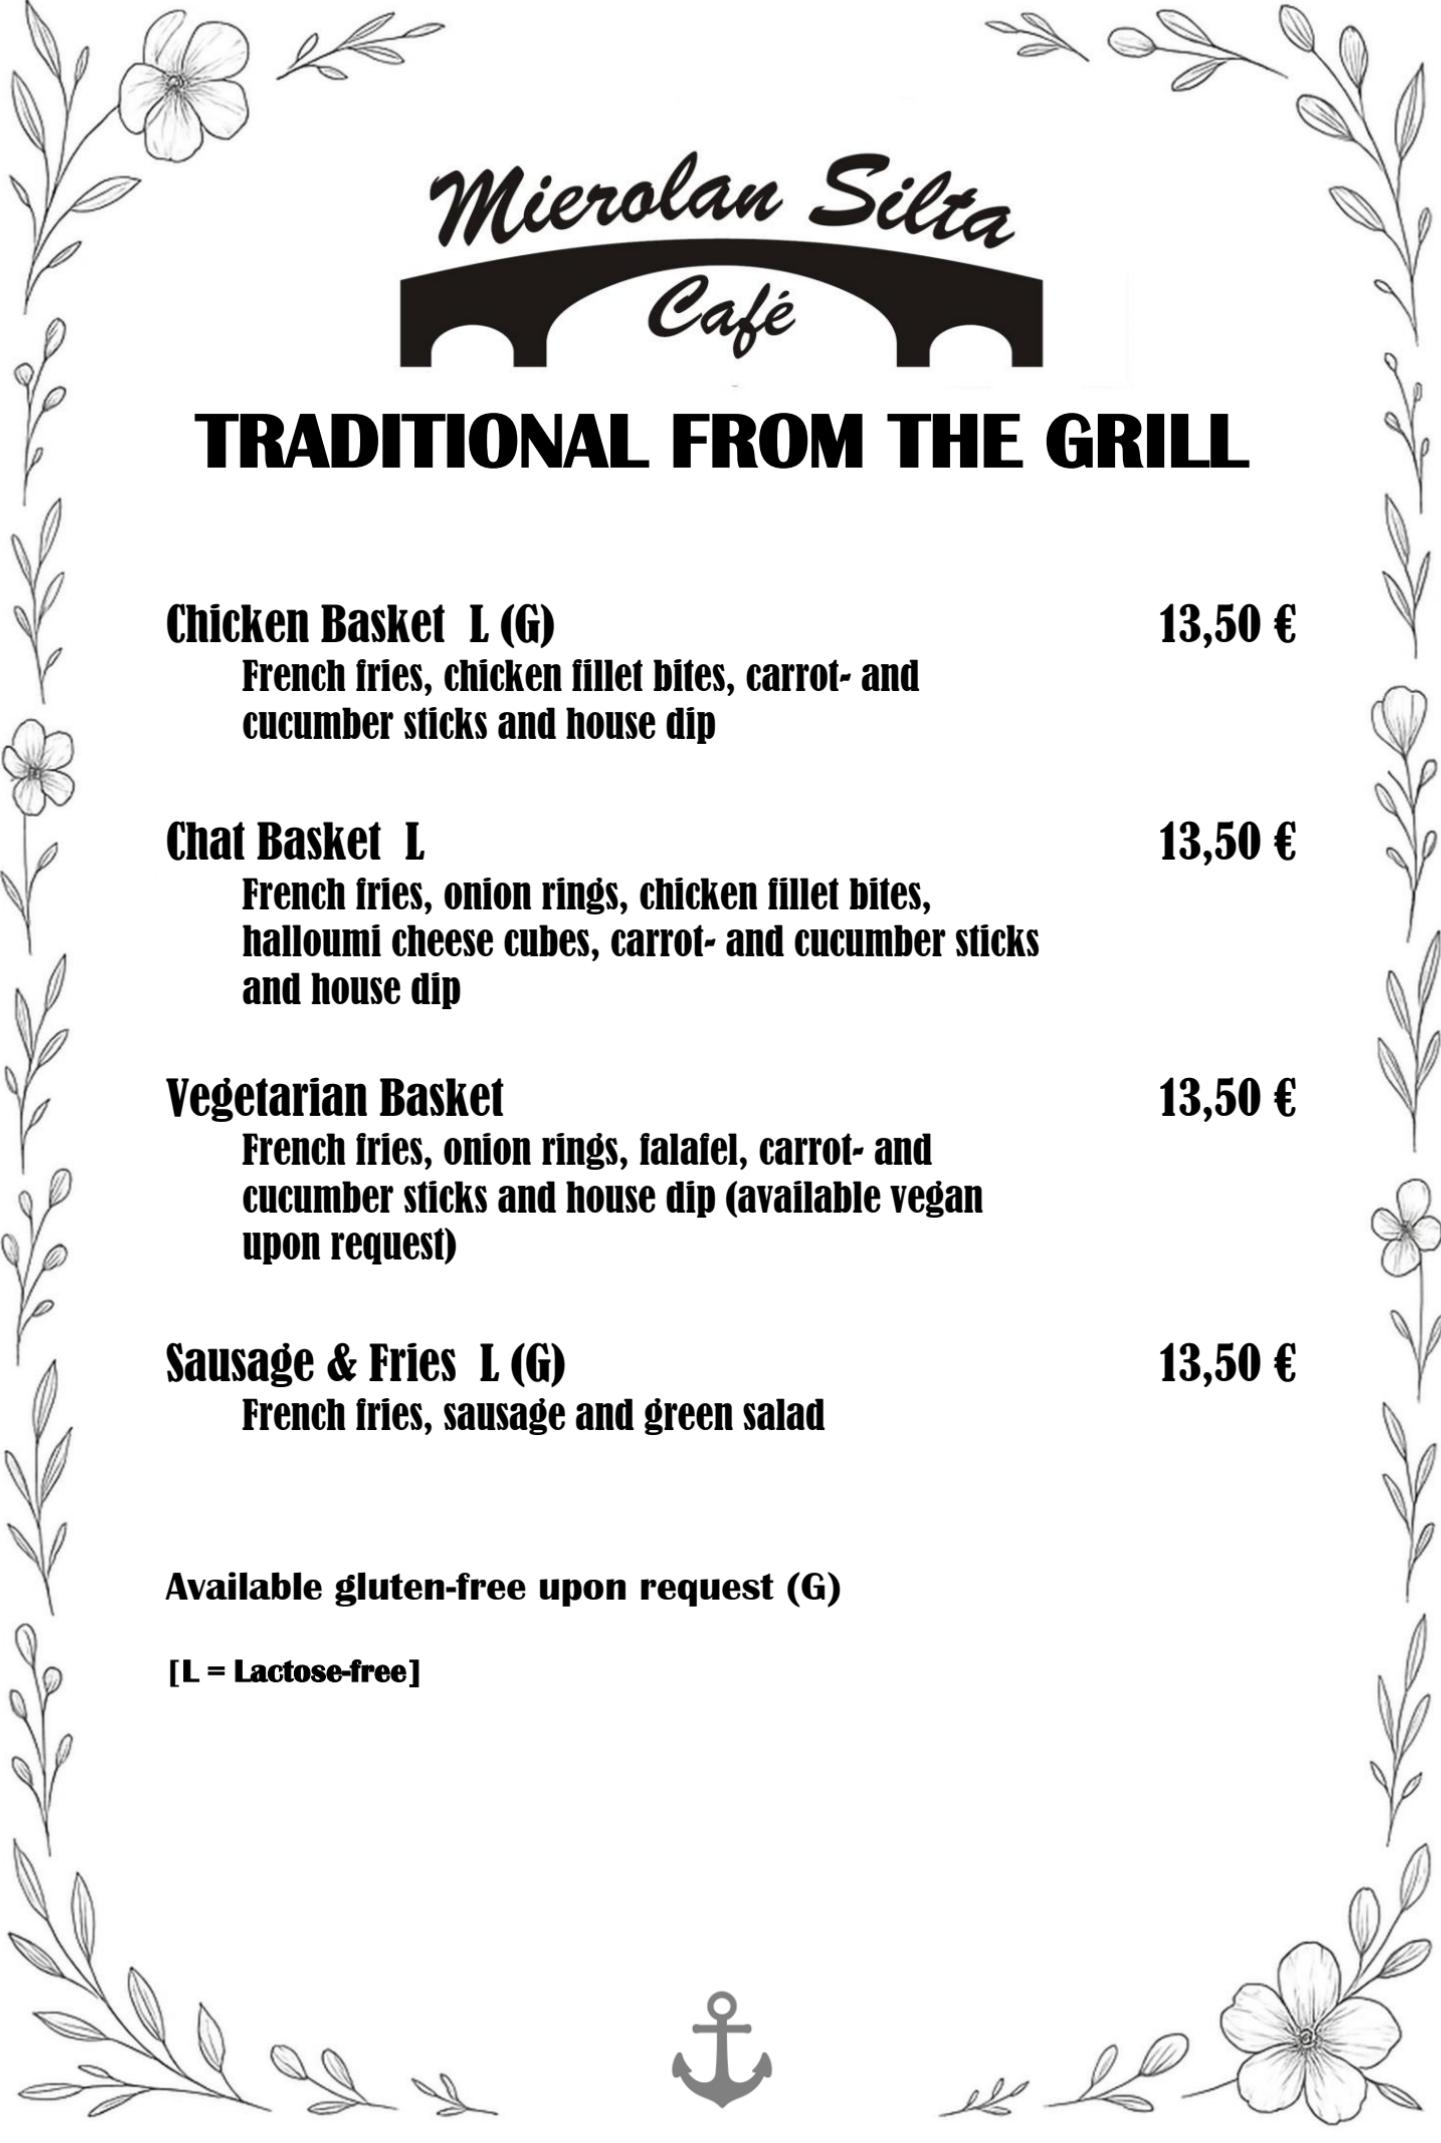 Mierolan Silta
Café
TRADITIONAL FROM THE GRILL
Chicken Basket L (G) 13,50 €
French fries, chicken fillet bites, carrot- and
cucumber sticks and house dip
Chat Basket L 13,50 €
French fries, onion rings, chicken fillet bites,
halloumi cheese cubes, carrot- and cucumber sticks
and house dip
Vegetarian Basket 13,50 €
French fries, onion rings, falafel, carrot- and
cucumber sticks and house dip (available vegan
upon request)
Sausage & Fries L (G) 13,50 €
French fries, sausage and green salad
Available gluten-free upon request (G)
[L = Lactose-free]